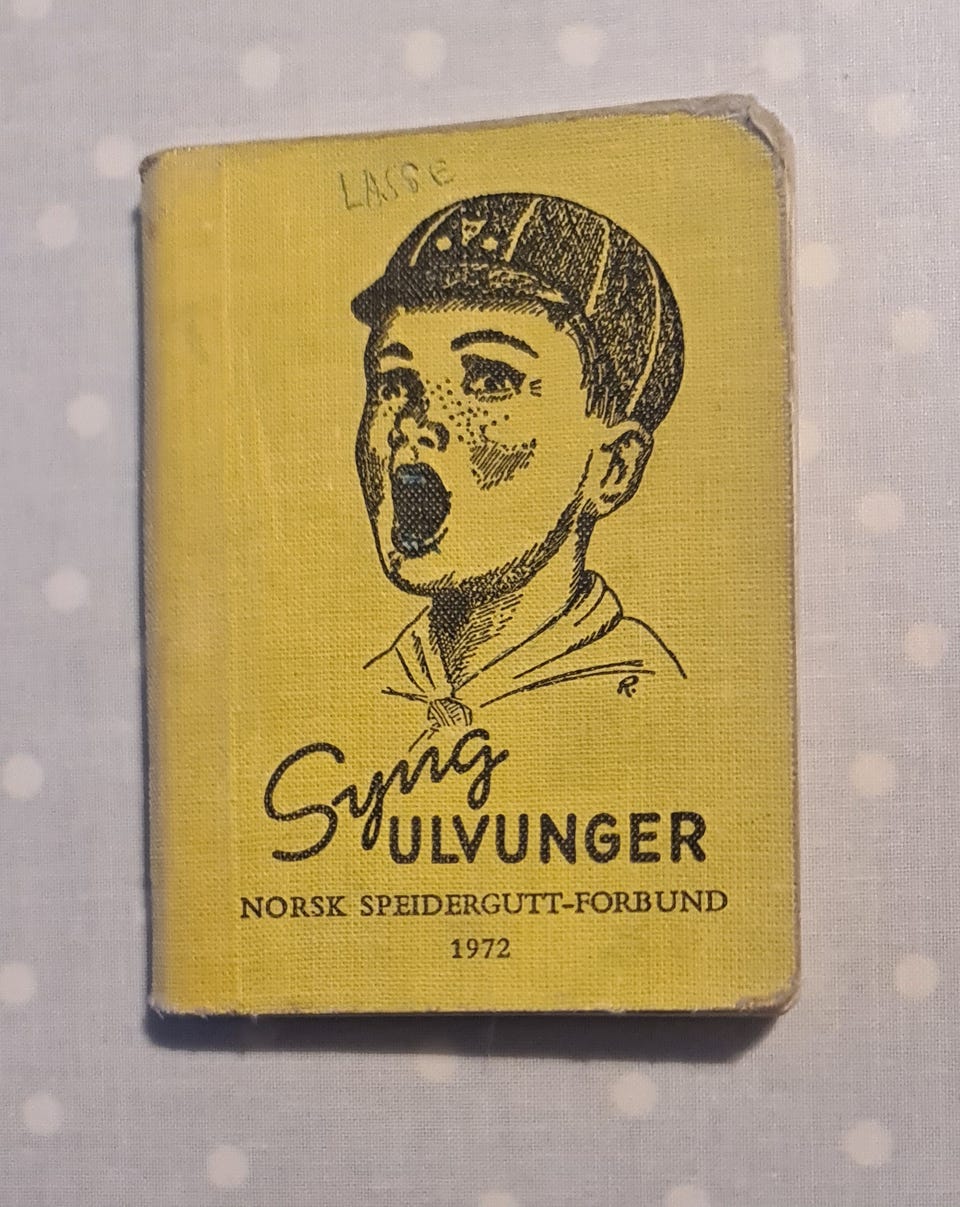 LASSE
R.
Syng
ULVUNGER
NORSK SPEIDERGUTT-FORBUND
1972